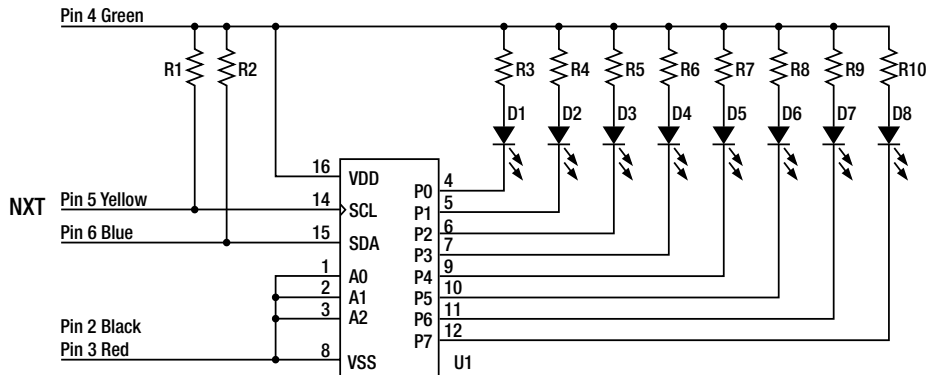 Pin 4 Green
R1 R2 R3 R4 R5 R6 R7 R8 R9 R10
D1 D2 D3 D4 D5 D6 D7 D8
NXT
Pin 5 Yellow
Pin 6 Blue
Pin 2 Black
Pin 3 Red
16 VDD
14 SCL
15 SDA
1 A0
2 A1
3 A2
8 VSS
P0 4
P1 5
P2 6
P3 7
P4 9
P5 10
P6 11
P7 12
U1